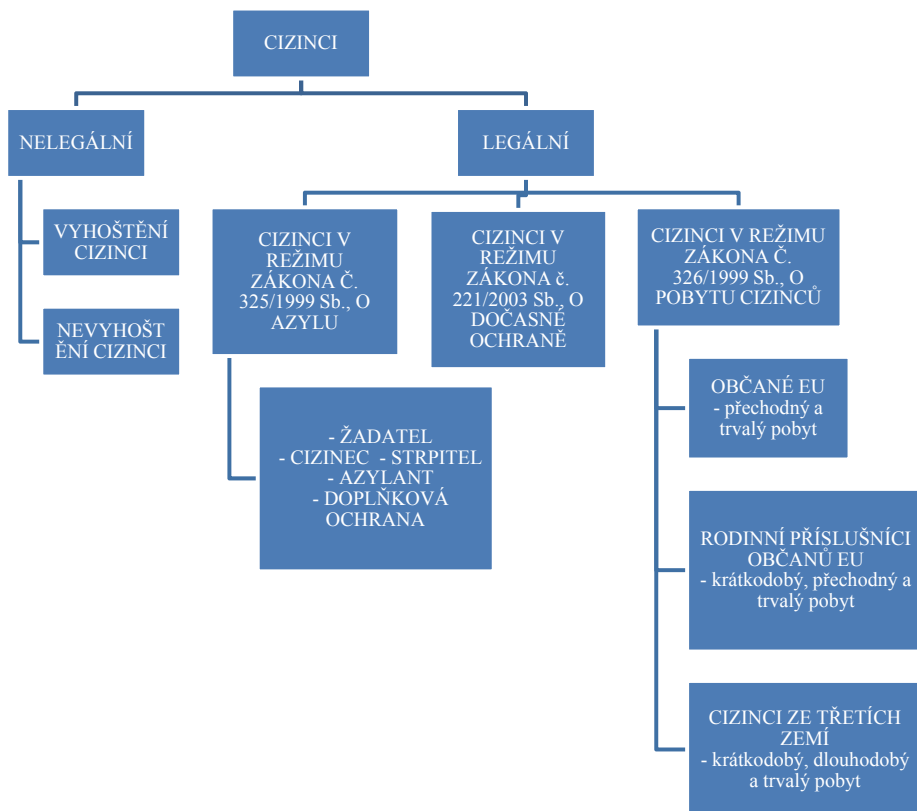 CIZINCI
NELEGÁLNÍ
LEGÁLNÍ
VYHOŠTĚNÍ
CIZINCI
NEVYHOŠT
ĚNÍ CIZINCI
CIZINCI V
REŽIMU
ZÁKONA Č.
325/1999 Sb., O
AZYLU
CIZINCI V
REŽIMU
ZÁKONA č.
221/2003 Sb., O
DOČASNÉ
OCHRANĚ
CIZINCI V REŽIMU
ZÁKONA Č.
326/1999 Sb., O
POBYTU CIZINCŮ
- ŽADATEL
- CIZINEC - STRPITEL
- AZYLANT
- DOPLŇKOVÁ
OCHRANA
OBČANÉ EU
- přechodný a
trvalý pobyt
RODINNÍ PŘÍSLUŠNÍCI
OBČANŮ EU
- krátkodobý, přechodný a
trvalý pobyt
CIZINCI ZE TŘETÍCH
ZEMÍ
- krátkodobý, dlouhodobý
a trvalý pobyt